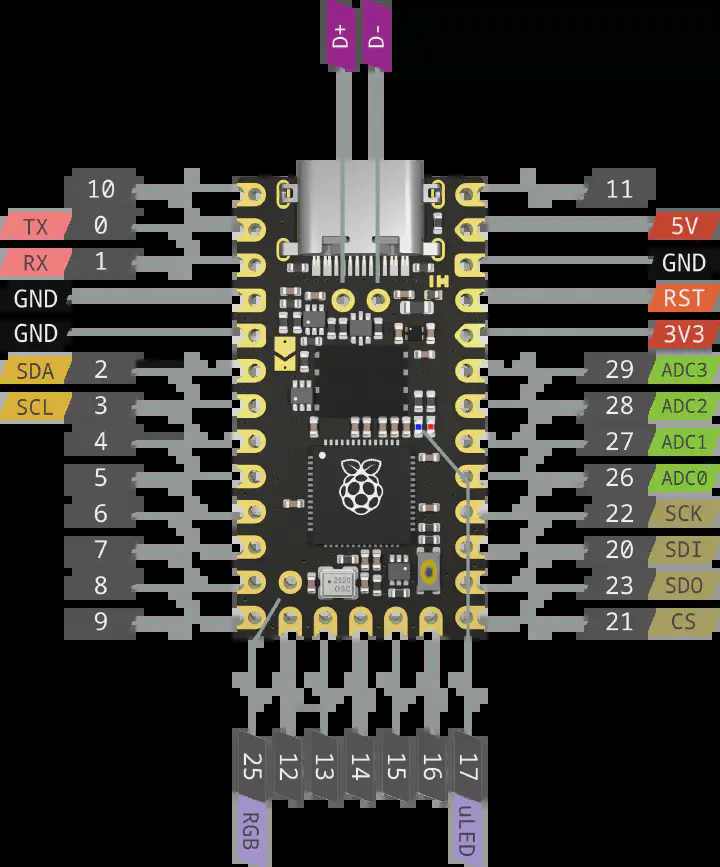 D+ D-
10 11
TX 0 5V
RX 1 GND
GND RST
GND 3V3
SDA 2 29 ADC3
SCL 3 28 ADC2
4 27 ADC1
5 26 ADC0
6 22 SCK
7 20 SDI
8 23 SDO
9 21 CS
2020
OSC
25 12 13 14 15 16 17
RGB uLED